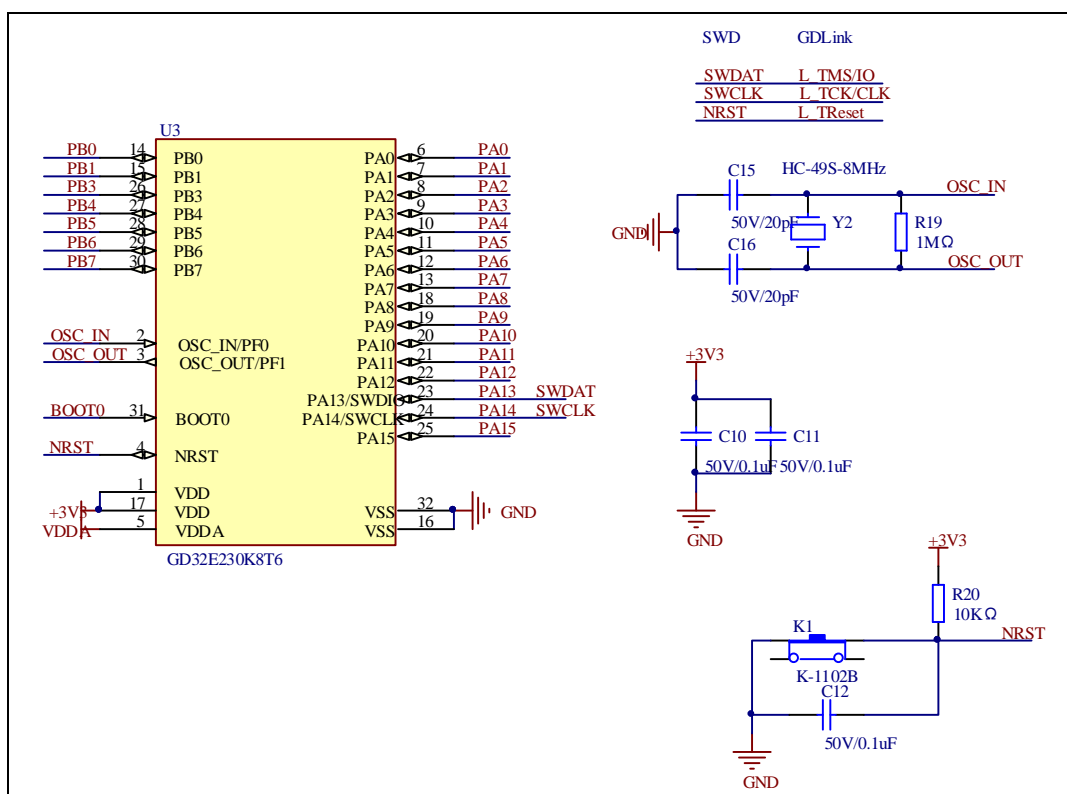 SWD GDLink
SWDAT L_TMS/IO
SWCLK L_TCK/CLK
NRST L_TReset
U3
PB0 14 PB0 PA0 6 PA0
PB1 15 PB1 PA1 7 PA1
PB3 26 PB3 PA2 8 PA2
PB4 27 PB4 PA3 9 PA3
PB5 28 PB5 PA4 10 PA4
PB6 29 PB6 PA5 11 PA5
PB7 30 PB7 PA6 12 PA6
PA7 13 PA7
PA8 18 PA8
PA9 19 PA9
OSC_IN 2 OSC_IN/PF0 PA10 20 PA10
OSC_OUT 3 OSC_OUT/PF1 PA11 21 PA11
PA12 22 PA12
PA13/SWDIO 23 PA13 SWDAT
BOOT0 31 BOOT0 PA14/SWCLK 24 PA14 SWCLK
PA15 25 PA15
NRST 4 NRST
1 VDD
+3V3 17 VDD VSS 32 GND
VDDA 5 VDDA VSS 16
GD32E230K8T6
C15 HC-49S-8MHz
OSC_IN
50V/20pF Y2 R19
GND 1MΩ
C16
OSC_OUT
50V/20pF
+3V3
C10 C11
50V/0.1uF 50V/0.1uF
GND
+3V3
R20
10KΩ
K1 NRST
K-1102B
C12
50V/0.1uF
GND